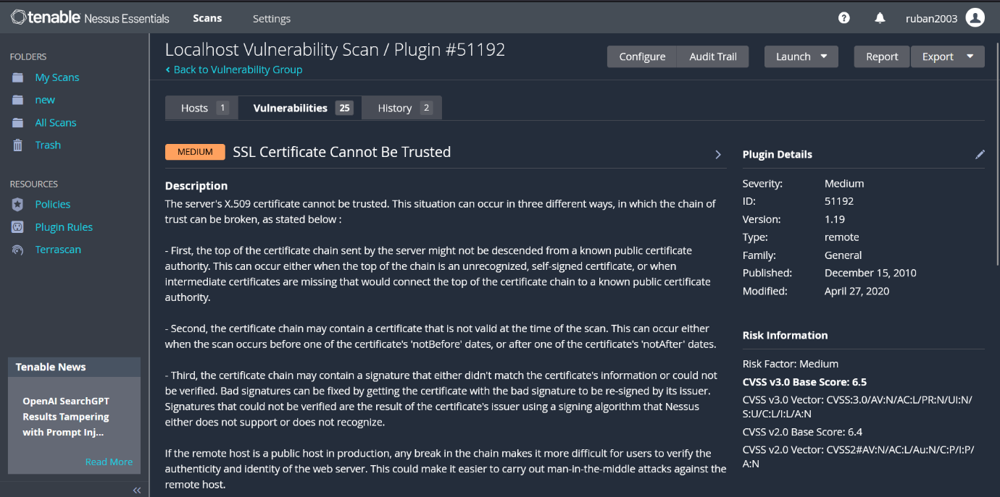 tenable Nessus Essentials
Scans
Settings
ruban2003
FOLDERS
My Scans
new
All Scans
Trash
RESOURCES
Policies
Plugin Rules
Terrascan
Tenable News
OpenAI SearchGPT
Results Tampering
with Prompt Inj...
Read More
Localhost Vulnerability Scan / Plugin #51192
Back to Vulnerability Group
Configure
Audit Trail
Launch
Report
Export
Hosts 1
Vulnerabilities 25
History 2
MEDIUM SSL Certificate Cannot Be Trusted
Description
The server's X.509 certificate cannot be trusted. This situation can occur in three different ways, in which the chain of
trust can be broken, as stated below :
- First, the top of the certificate chain sent by the server might not be descended from a known public certificate
authority. This can occur either when the top of the chain is an unrecognized, self-signed certificate, or when
intermediate certificates are missing that would connect the top of the certificate chain to a known public certificate
authority.
- Second, the certificate chain may contain a certificate that is not valid at the time of the scan. This can occur either
when the scan occurs before one of the certificate's 'notBefore' dates, or after one of the certificate's 'notAfter' dates.
- Third, the certificate chain may contain a signature that either didn't match the certificate's information or could not
be verified. Bad signatures can be fixed by getting the certificate with the bad signature to be re-signed by its issuer.
Signatures that could not be verified are the result of the certificate's issuer using a signing algorithm that Nessus
either does not support or does not recognize.
If the remote host is a public host in production, any break in the chain makes it more difficult for users to verify the
authenticity and identity of the web server. This could make it easier to carry out man-in-the-middle attacks against the
remote host.
Plugin Details
Severity: Medium
ID: 51192
Version: 1.19
Type: remote
Family: General
Published: December 15, 2010
Modified: April 27, 2020
Risk Information
Risk Factor: Medium
CVSS v3.0 Base Score: 6.5
CVSS v3.0 Vector: CVSS:3.0/AV:N/AC:L/PR:N/UI:N/
S:U/C:L/I:L/A:N
CVSS v2.0 Base Score: 6.4
CVSS v2.0 Vector: CVSS2#AV:N/AC:L/Au:N/C:P/I:P/
A:N